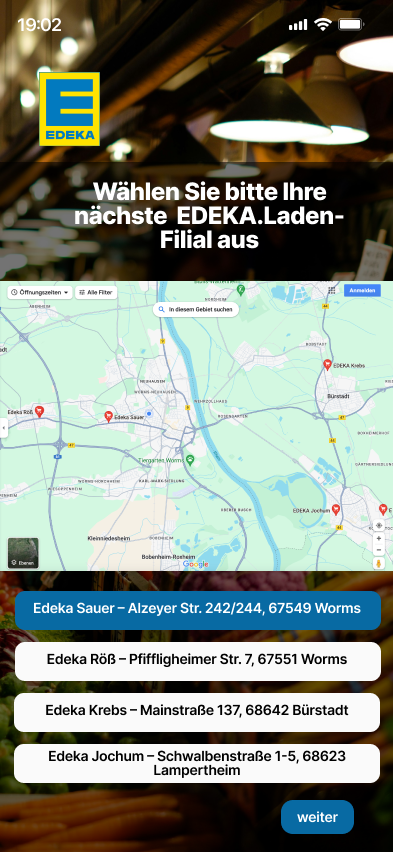 19:02
EDEKA
Wählen Sie bitte Ihre
nächste EDEKA.Laden-
Filial aus
Öffnungszeiten
Alle Filter
Anmelden
In diesem Gebiet suchen
EDEKA Krebs
Bürstadt
Edeka Röß
Edeka Sauer
Tiergarten Worms
EDEKA Jochum
Kleinniedesheim
Bobenheim-Roxheim
Ebenen
Google
Edeka Sauer – Alzeyer Str. 242/244, 67549 Worms
Edeka Röß – Pfiffligheimer Str. 7, 67551 Worms
Edeka Krebs – Mainstraße 137, 68642 Bürstadt
Edeka Jochum – Schwalbenstraße 1-5, 68623
Lampertheim
weiter